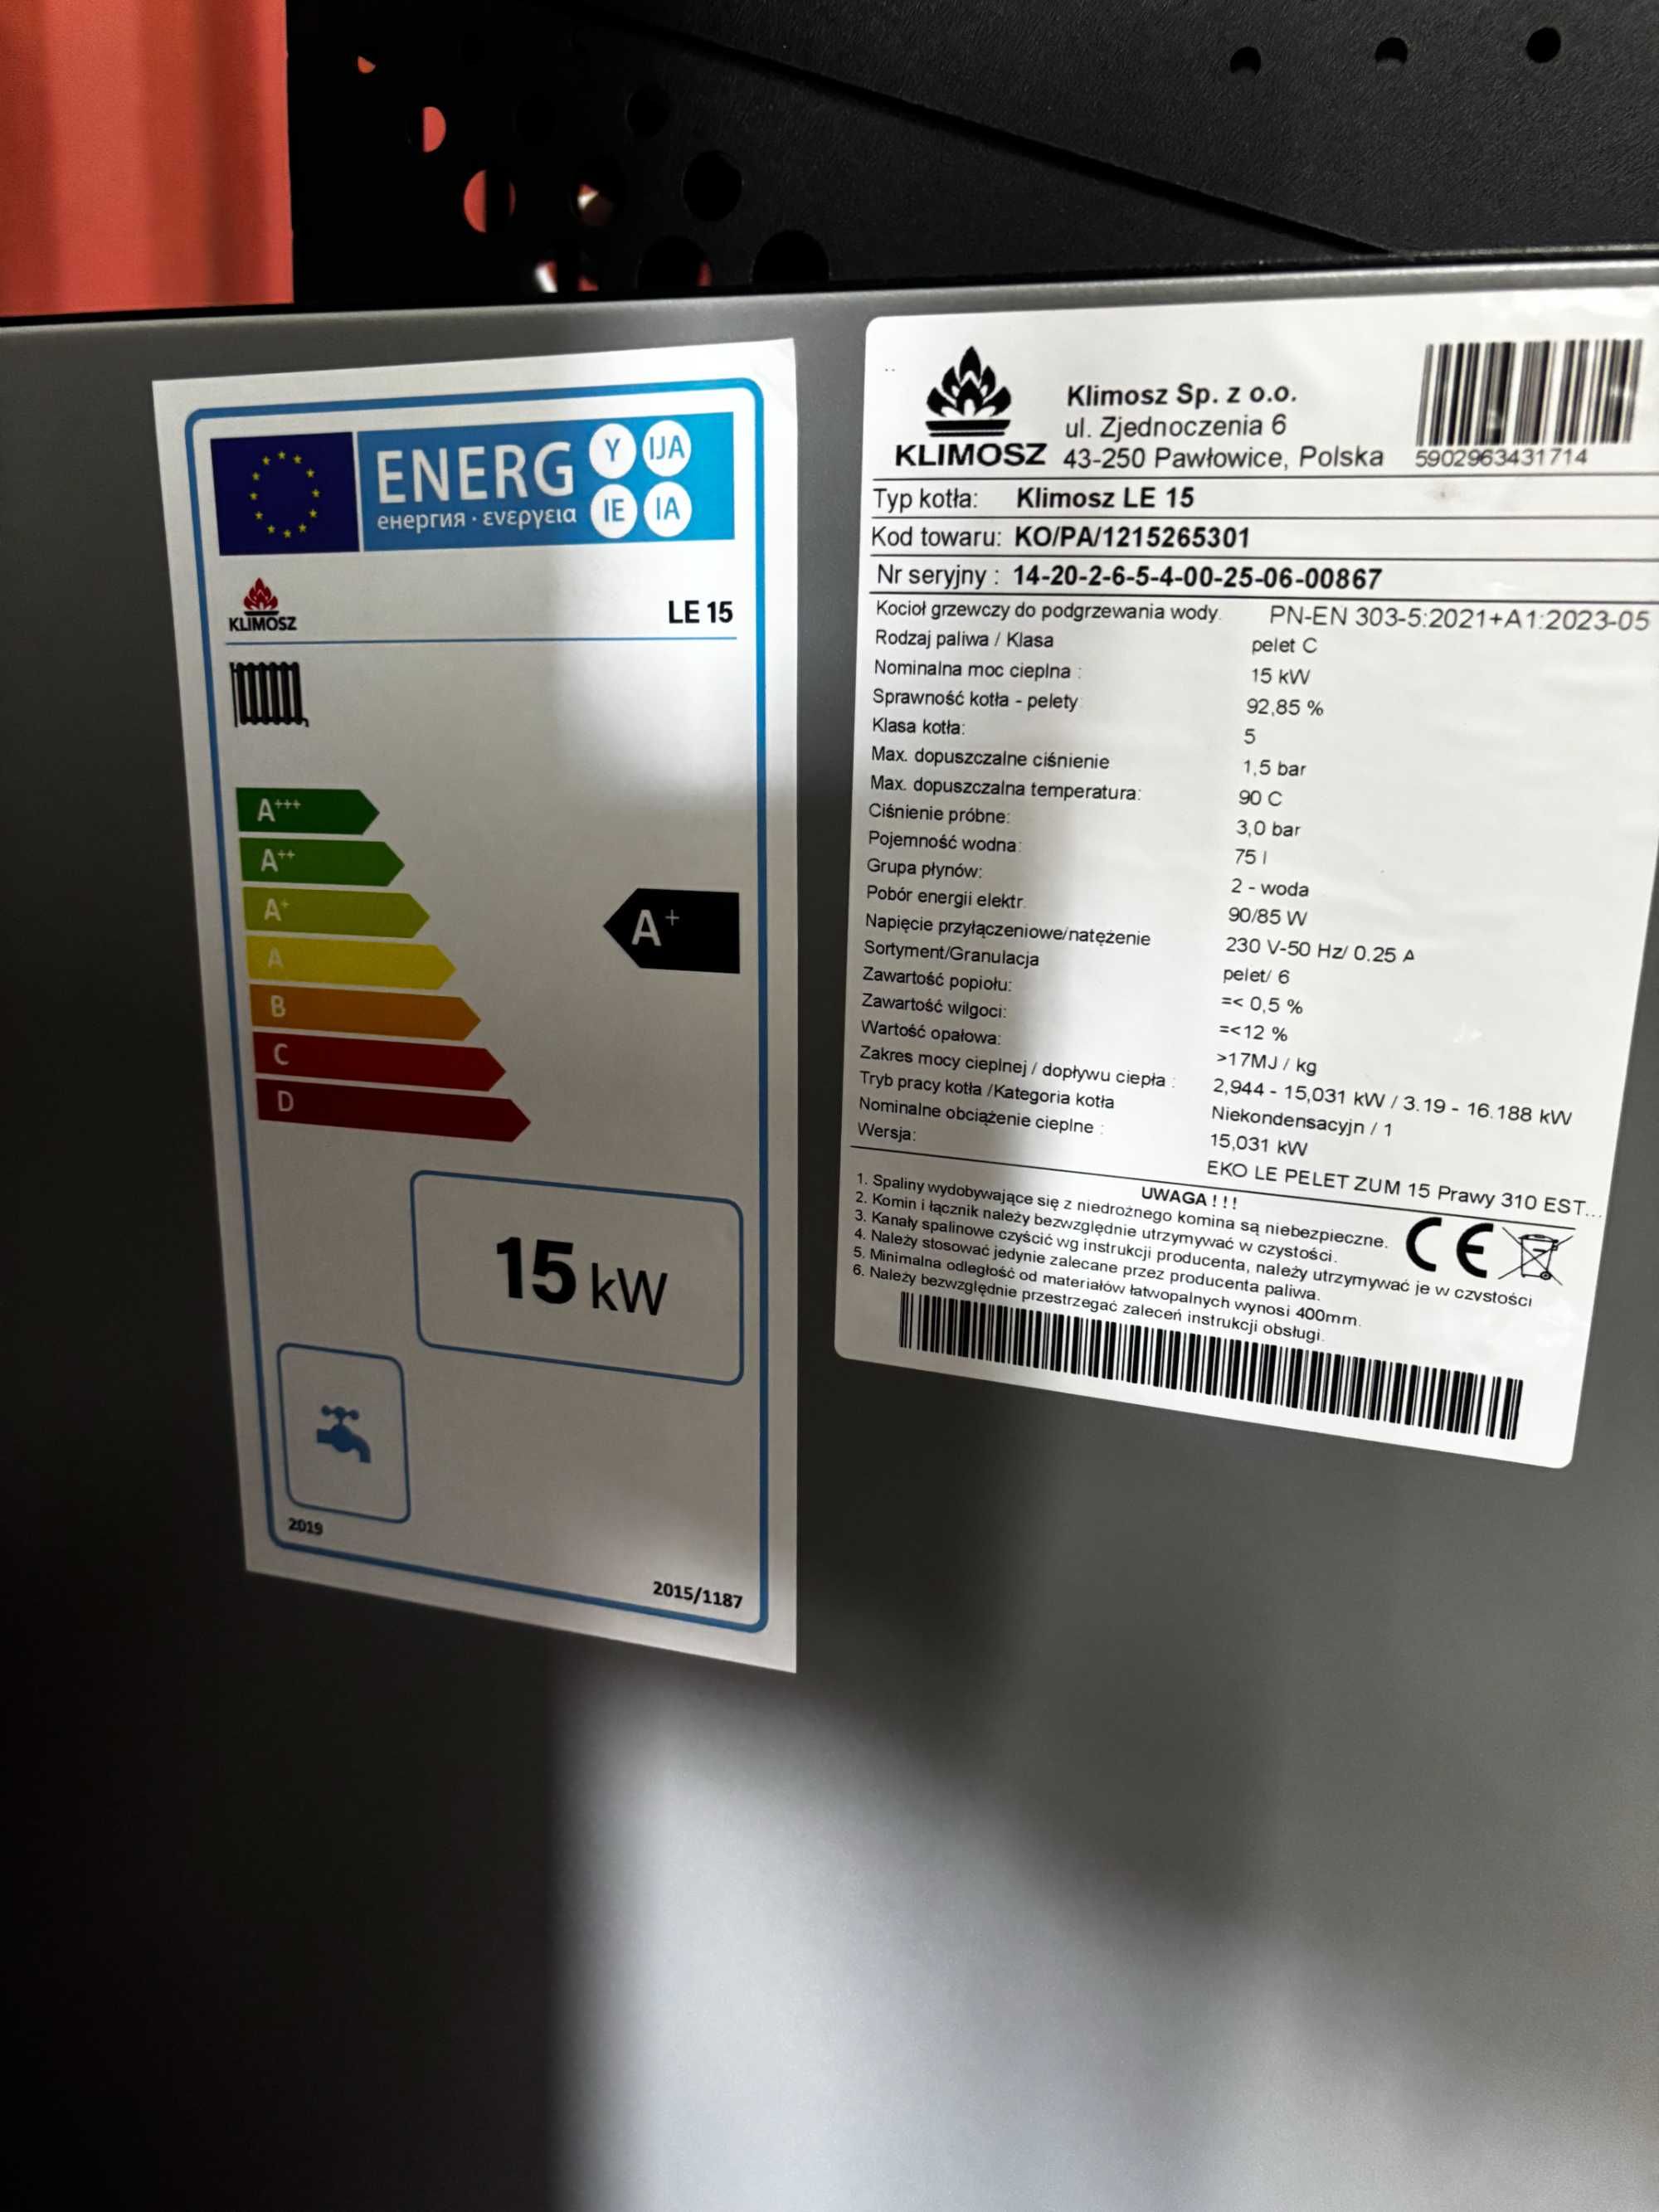 ENERG
Y IJA
IE IA
енергия · ενεργεια
KLIMOSZ
LE 15
A+++
A++
A+
A
B
C
D
A+
15 kW
2019
2015/1187
KLIMOSZ
Klimosz Sp. z o.o.
ul. Zjednoczenia 6
43-250 Pawłowice, Polska
5902963431714
Typ kotła: Klimosz LE 15
Kod towaru: KO/PA/1215265301
Nr seryjny : 14-20-2-6-5-4-00-25-06-00867
Kocioł grzewczy do podgrzewania wody. PN-EN 303-5:2021+A1:2023-05
Rodzaj paliwa / Klasa pelet C
Nominalna moc cieplna : 15 kW
Sprawność kotła - pelety 92,85 %
Klasa kotła: 5
Max. dopuszczalne ciśnienie 1,5 bar
Max. dopuszczalna temperatura: 90 C
Ciśnienie próbne: 3,0 bar
Pojemność wodna: 75 l
Grupa płynów: 2 - woda
Pobór energii elektr. 90/85 W
Napięcie przyłączeniowe/natężenie 230 V-50 Hz/ 0.25 A
Sortyment/Granulacja pelet/ 6
Zawartość popiołu: =< 0,5 %
Zawartość wilgoci: =<12 %
Wartość opałowa: >17MJ / kg
Zakres mocy cieplnej / dopływu ciepła : 2,944 - 15,031 kW / 3.19 - 16.188 kW
Tryb pracy kotła /Kategoria kotła Niekondensacyjn / 1
Nominalne obciążenie cieplne : 15,031 kW
Wersja: EKO LE PELET ZUM 15 Prawy 310 EST...
UWAGA ! ! !
1. Spaliny wydobywające się z niedrożnego komina są niebezpieczne.
2. Komin i łącznik należy bezwzględnie utrzymywać w czystości.
3. Kanały spalinowe czyścić wg instrukcji producenta, należy utrzymywać je w czystości
4. Należy stosować jedynie zalecane przez producenta paliwa.
5. Minimalna odległość od materiałów łatwopalnych wynosi 400mm.
6. Należy bezwzględnie przestrzegać zaleceń instrukcji obsługi.
CE